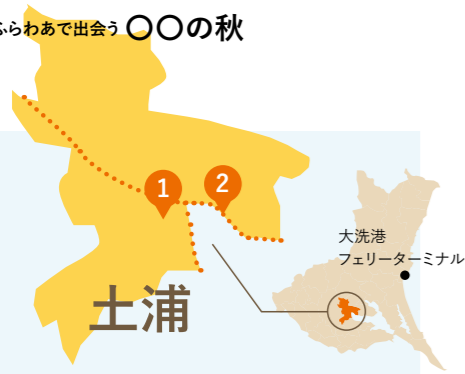 ふらわあで出会う 〇〇の秋
1
2
大洗港
フェリーターミナル
土浦